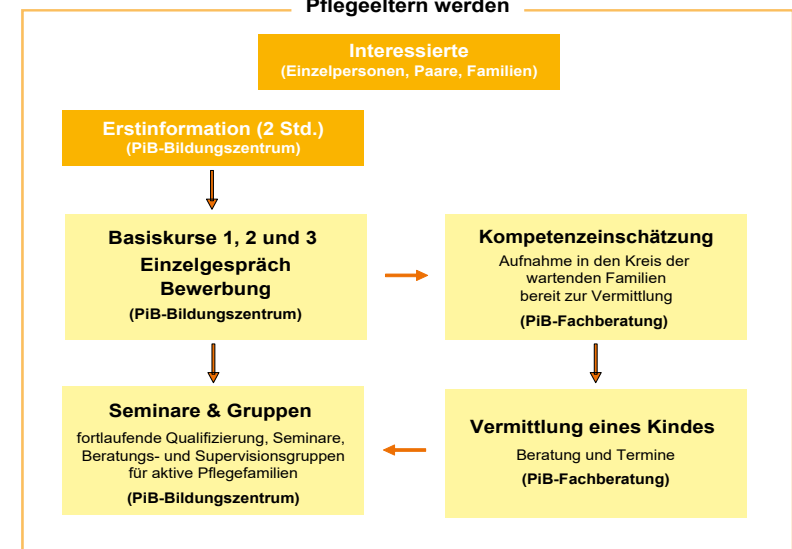 Pflegeeltern werden
Interessierte
(Einzelpersonen, Paare, Familien)
Erstinformation (2 Std.)
(PiB-Bildungszentrum)
Basiskurse 1, 2 und 3
Einzelgespräch
Bewerbung
(PiB-Bildungszentrum)
Kompetenzeinschätzung
Aufnahme in den Kreis der
wartenden Familien
bereit zur Vermittlung
(PiB-Fachberatung)
Seminare & Gruppen
fortlaufende Qualifizierung, Seminare,
Beratungs- und Supervisionsgruppen
für aktive Pflegefamilien
(PiB-Bildungszentrum)
Vermittlung eines Kindes
Beratung und Termine
(PiB-Fachberatung)